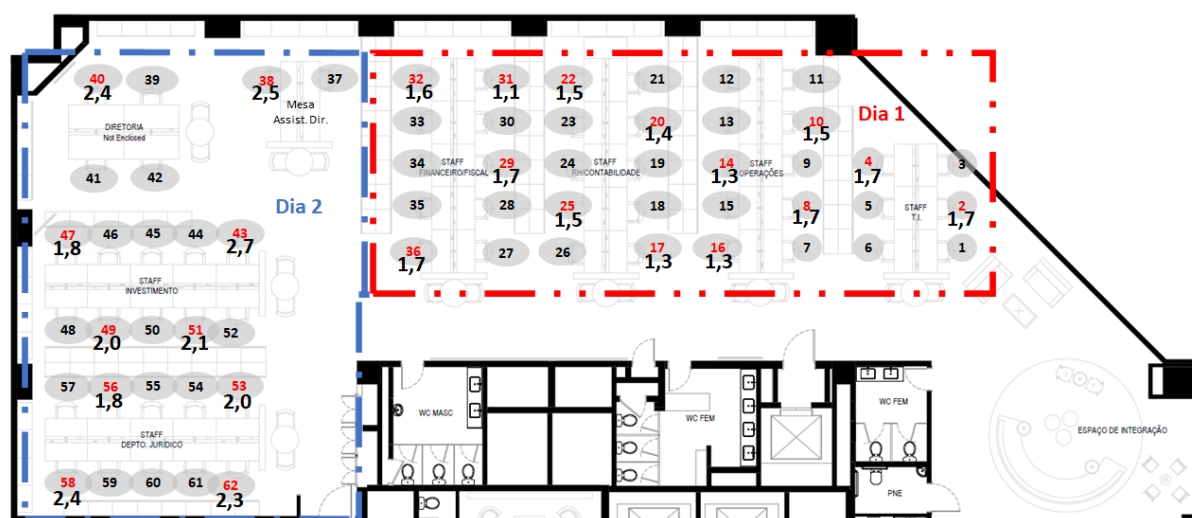 40 39 38 37 32 31 22 21 12 11
2,4 2,5 1,6 1,1 1,5
Mesa
Assist. Dir.
33 30 23 20 13 10
1,4 1,5
Dia 1
DIRETORIA
Not Enclosed
34 29 24 19 14 9 4 3
STAFF
FINANCEIRO/FISCAL
STAFF
RH/CONTABILIDADE
STAFF
OPERAÇÕES
1,7 1,3 1,7
41 42
Dia 2
35 28 25 18 15 8 5 2
1,5 1,7 1,7
STAFF
T.I.
47 46 45 44 43
1,8 2,7
36 27 26 17 16 7 6 1
1,7 1,3 1,3
STAFF
INVESTIMENTO
48 49 50 51 52
2,0 2,1
57 56 55 54 53
1,8 2,0
STAFF
DEPTO. JURÍDICO
58 59 60 61 62
2,4 2,3
WC MASC
WC FEM
WC FEM
ESPAÇO DE INTEGRAÇÃO
PNE